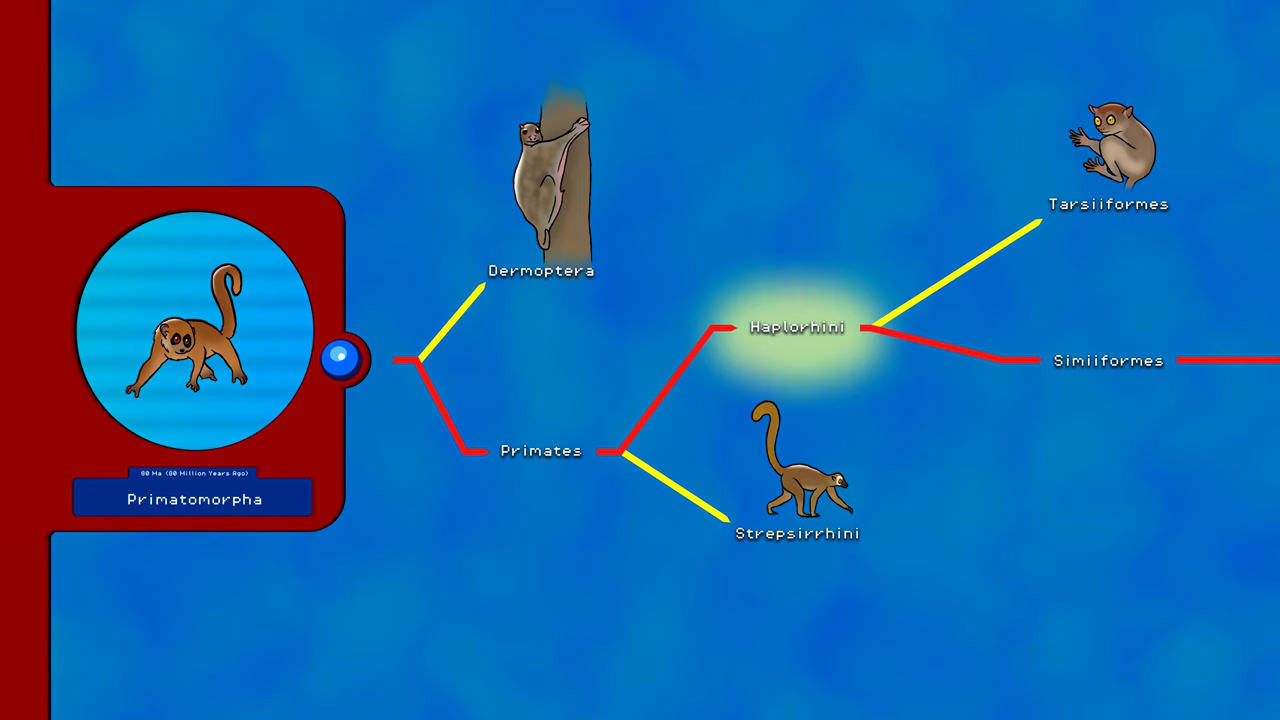 Tarsiiformes
Dermoptera
Haplorhini
Simiiformes
Primates
80 Ma (80 Million Years Ago)
Primatomorpha
Strepsirrhini